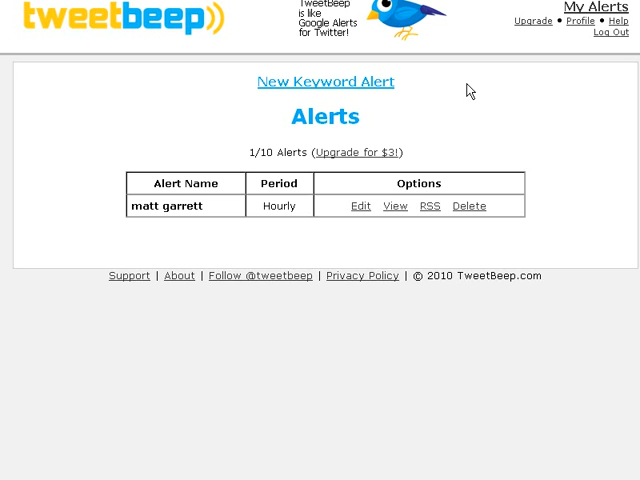 tweetbeep
TweetBeep
is like
Google Alerts
for Twitter!
My Alerts
Upgrade • Profile • Help
Log Out
New Keyword Alert
Alerts
1/10 Alerts (Upgrade for $3!)
Alert Name Period Options
matt garrett Hourly Edit View RSS Delete
Support | About | Follow @tweetbeep | Privacy Policy | © 2010 TweetBeep.com